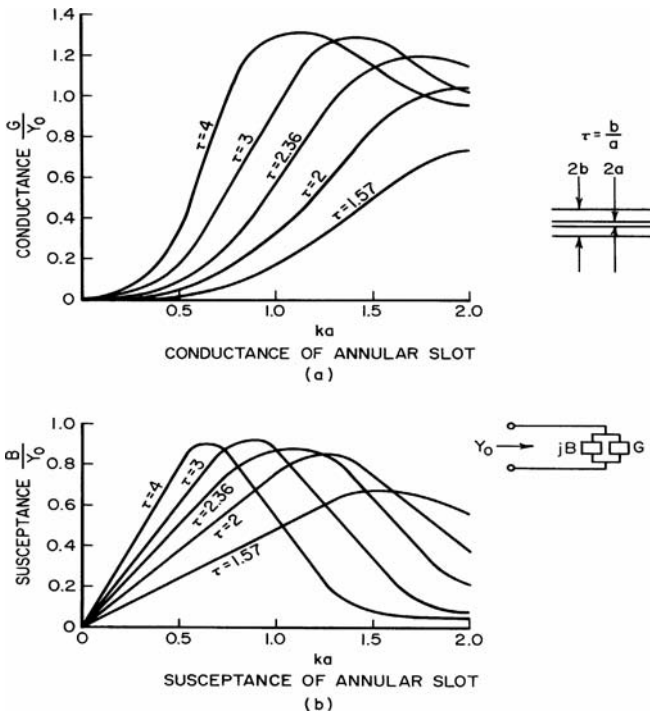 CONDUCTANCE G/Y₀
1.4
1.2
1.0
0.8
0.6
0.4
0.2
0
τ=4
τ=3
τ=2.36
τ=2
τ=1.57
0.5
1.0
1.5
2.0
ka
CONDUCTANCE OF ANNULAR SLOT
(a)
τ = b/a
2b 2a
SUSCEPTANCE B/Y₀
1.0
0.8
0.6
0.4
0.2
0
τ=4
τ=3
τ=2.36
τ=2
τ=1.57
0
0.5
1.0
1.5
2.0
ka
SUSCEPTANCE OF ANNULAR SLOT
(b)
Y₀ jB G